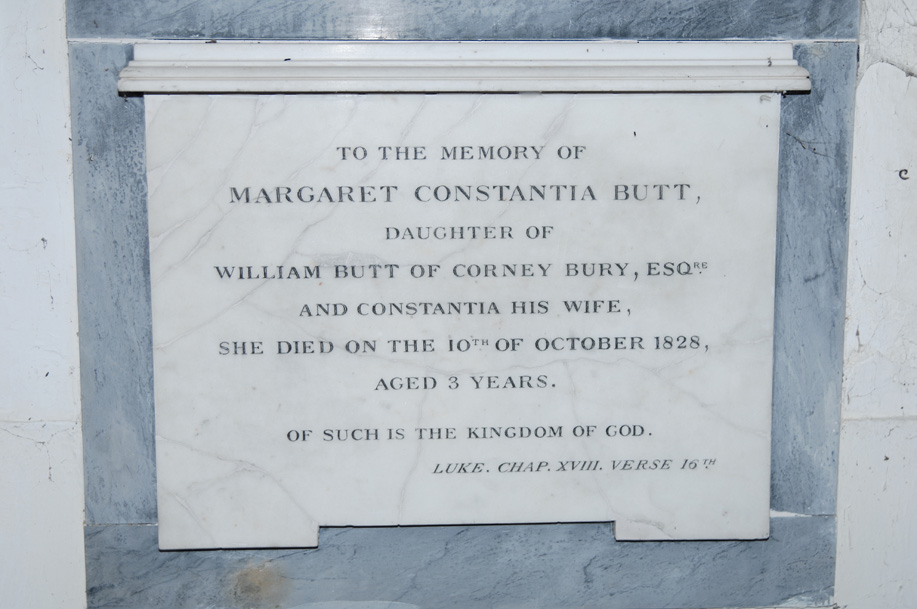 TO THE MEMORY OF
MARGARET CONSTANTIA BUTT,
DAUGHTER OF
WILLIAM BUTT OF CORNEY BURY, ESQRE
AND CONSTANTIA HIS WIFE,
SHE DIED ON THE 10TH OF OCTOBER 1828,
AGED 3 YEARS.
OF SUCH IS THE KINGDOM OF GOD.
LUKE. CHAP. XVIII. VERSE 16TH